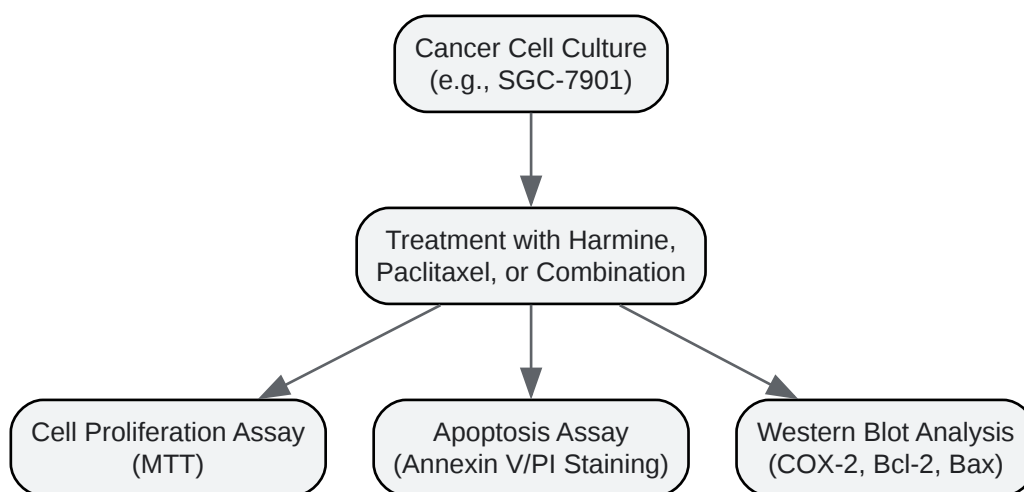 Cancer Cell Culture
(e.g., SGC-7901)
Treatment with Harmine,
Paclitaxel, or Combination
Cell Proliferation Assay
(MTT)
Apoptosis Assay
(Annexin V/PI Staining)
Western Blot Analysis
(COX-2, Bcl-2, Bax)